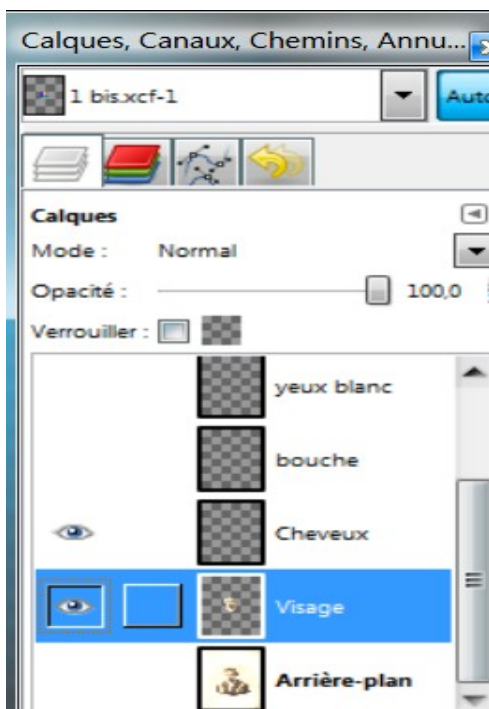 Calques, Canaux, Chemins, Annu...
1 bis.xcf-1
Auto
Calques
Mode : Normal
Opacité : 100,0
Verrouiller :
yeux blanc
bouche
Cheveux
Visage
Arrière-plan